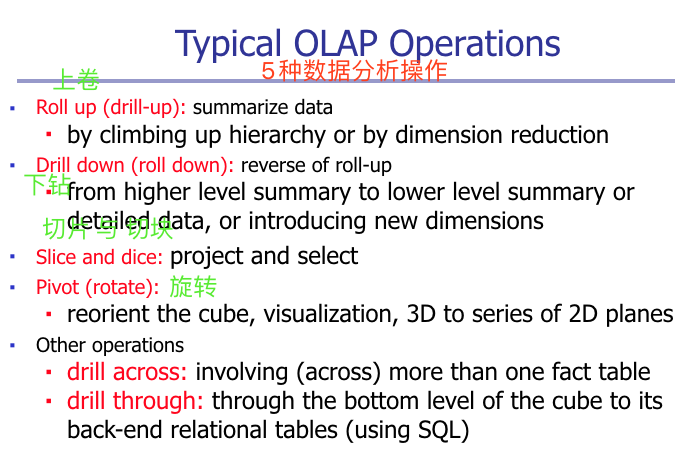 Typical OLAP Operations
5种数据分析操作
上卷
Roll up (drill-up): summarize data
by climbing up hierarchy or by dimension reduction
Drill down (roll down): reverse of roll-up
下钻
from higher level summary to lower level summary or
detailed data, or introducing new dimensions
切片 与 切块
Slice and dice: project and select
Pivot (rotate): 旋转
reorient the cube, visualization, 3D to series of 2D planes
Other operations
drill across: involving (across) more than one fact table
drill through: through the bottom level of the cube to its
back-end relational tables (using SQL)